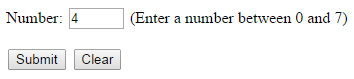 Number: 4 (Enter a number between 0 and 7)
Submit Clear